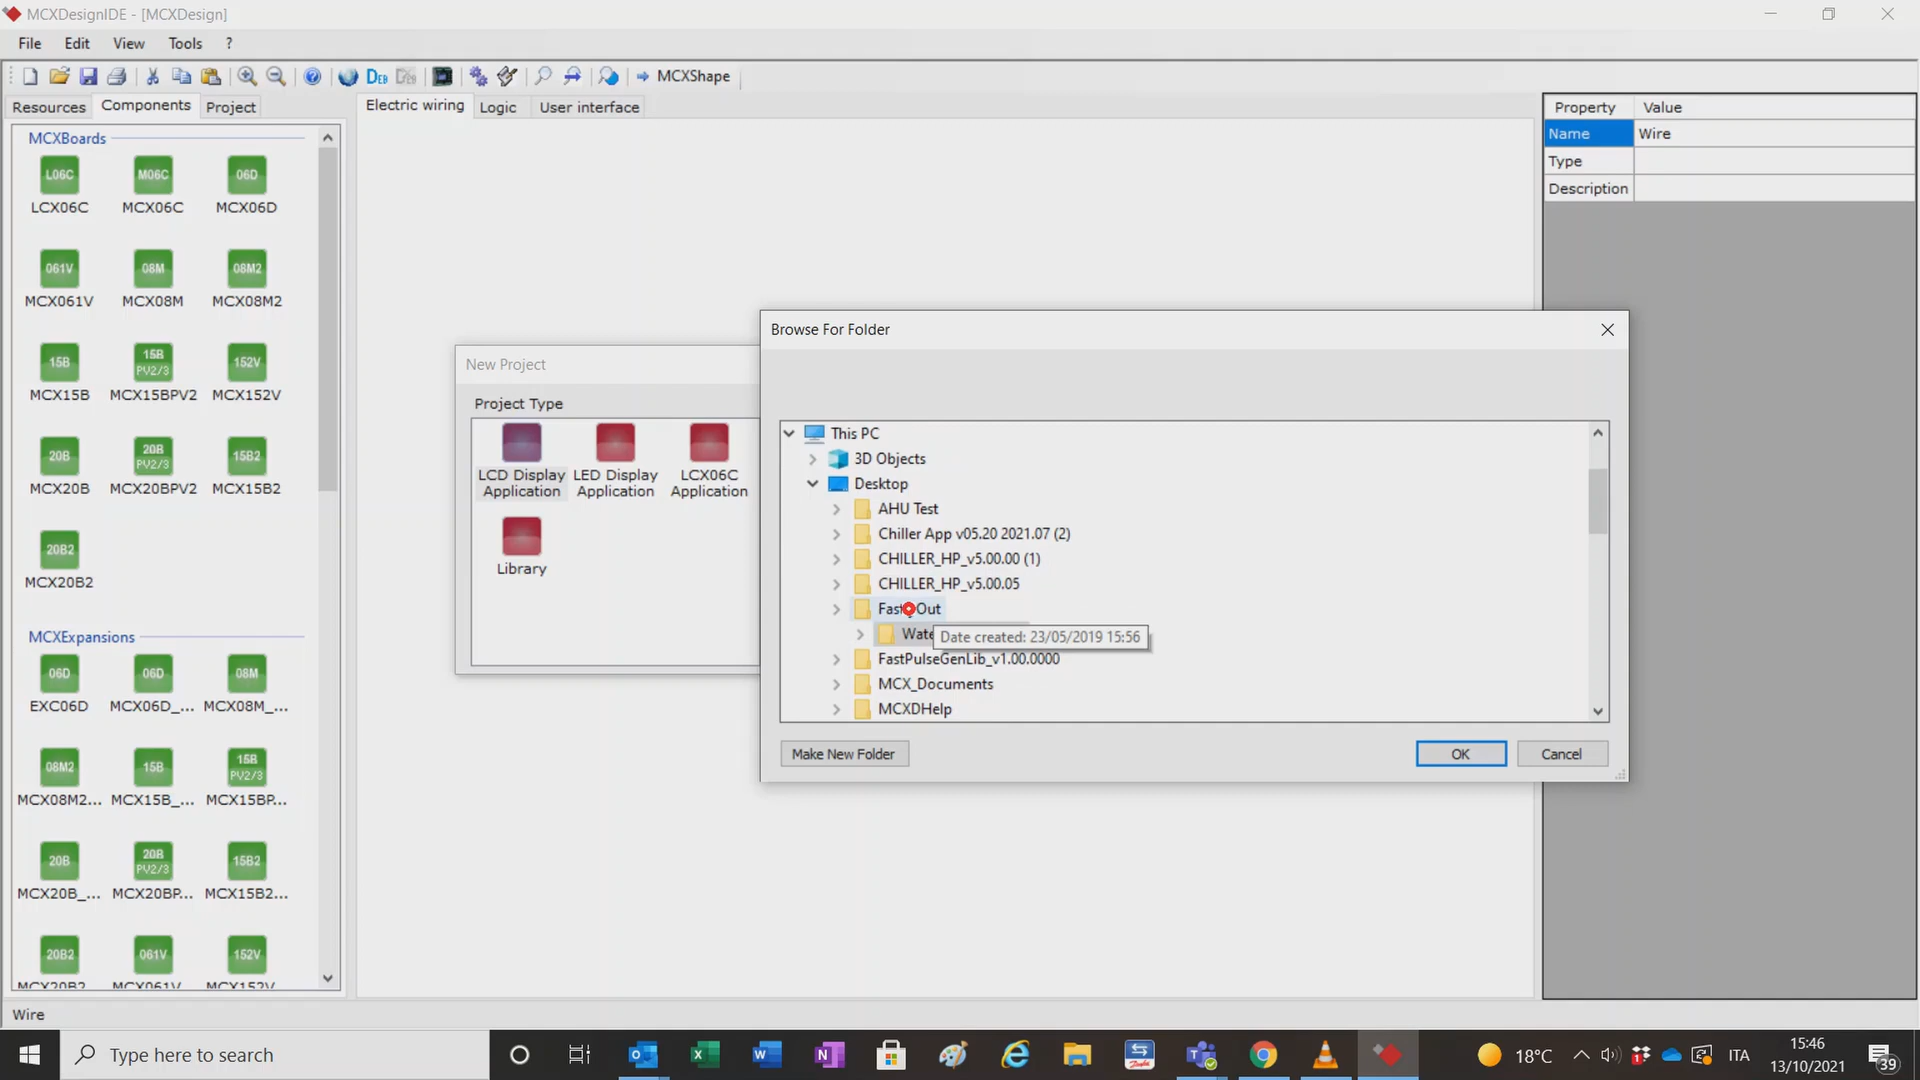 MCXDesignIDE - [MCXDesign]
File Edit View Tools ?
DEB MCXShape
Resources Components Project
Electric wiring Logic User interface
Property Value
Name Wire
Type
Description
MCXBoards
L06C M06C 06D
LCX06C MCX06C MCX06D
061V 08M 08M2
MCX061V MCX08M MCX08M2
15B 15B PV2/3 152V
MCX15B MCX15BPV2 MCX152V
20B 20B PV2/3 15B2
MCX20B MCX20BPV2 MCX15B2
20B2
MCX20B2
MCXExpansions
06D 06D 08M
EXC06D MCX06D_... MCX08M_...
08M2 15B 15B PV2/3
MCX08M2... MCX15B_... MCX15BP...
20B 20B PV2/3 15B2
MCX20B_... MCX20BP... MCX15B2...
20B2 061V 152V
MCX20B2 MCX061V MCX152V
New Project
Project Type
LCD Display Application
LED Display Application
LCX06C Application
Library
Browse For Folder
This PC
3D Objects
Desktop
AHU Test
Chiller App v05.20 2021.07 (2)
CHILLER_HP_v5.00.00 (1)
CHILLER_HP_v5.00.05
Out
Date created: 23/05/2019 15:56
FastPulseGenLib_v1.00.0000
MCX_Documents
MCXDHelp
Make New Folder OK Cancel
Wire
Type here to search
18°C ITA
15:46
13/10/2021
39